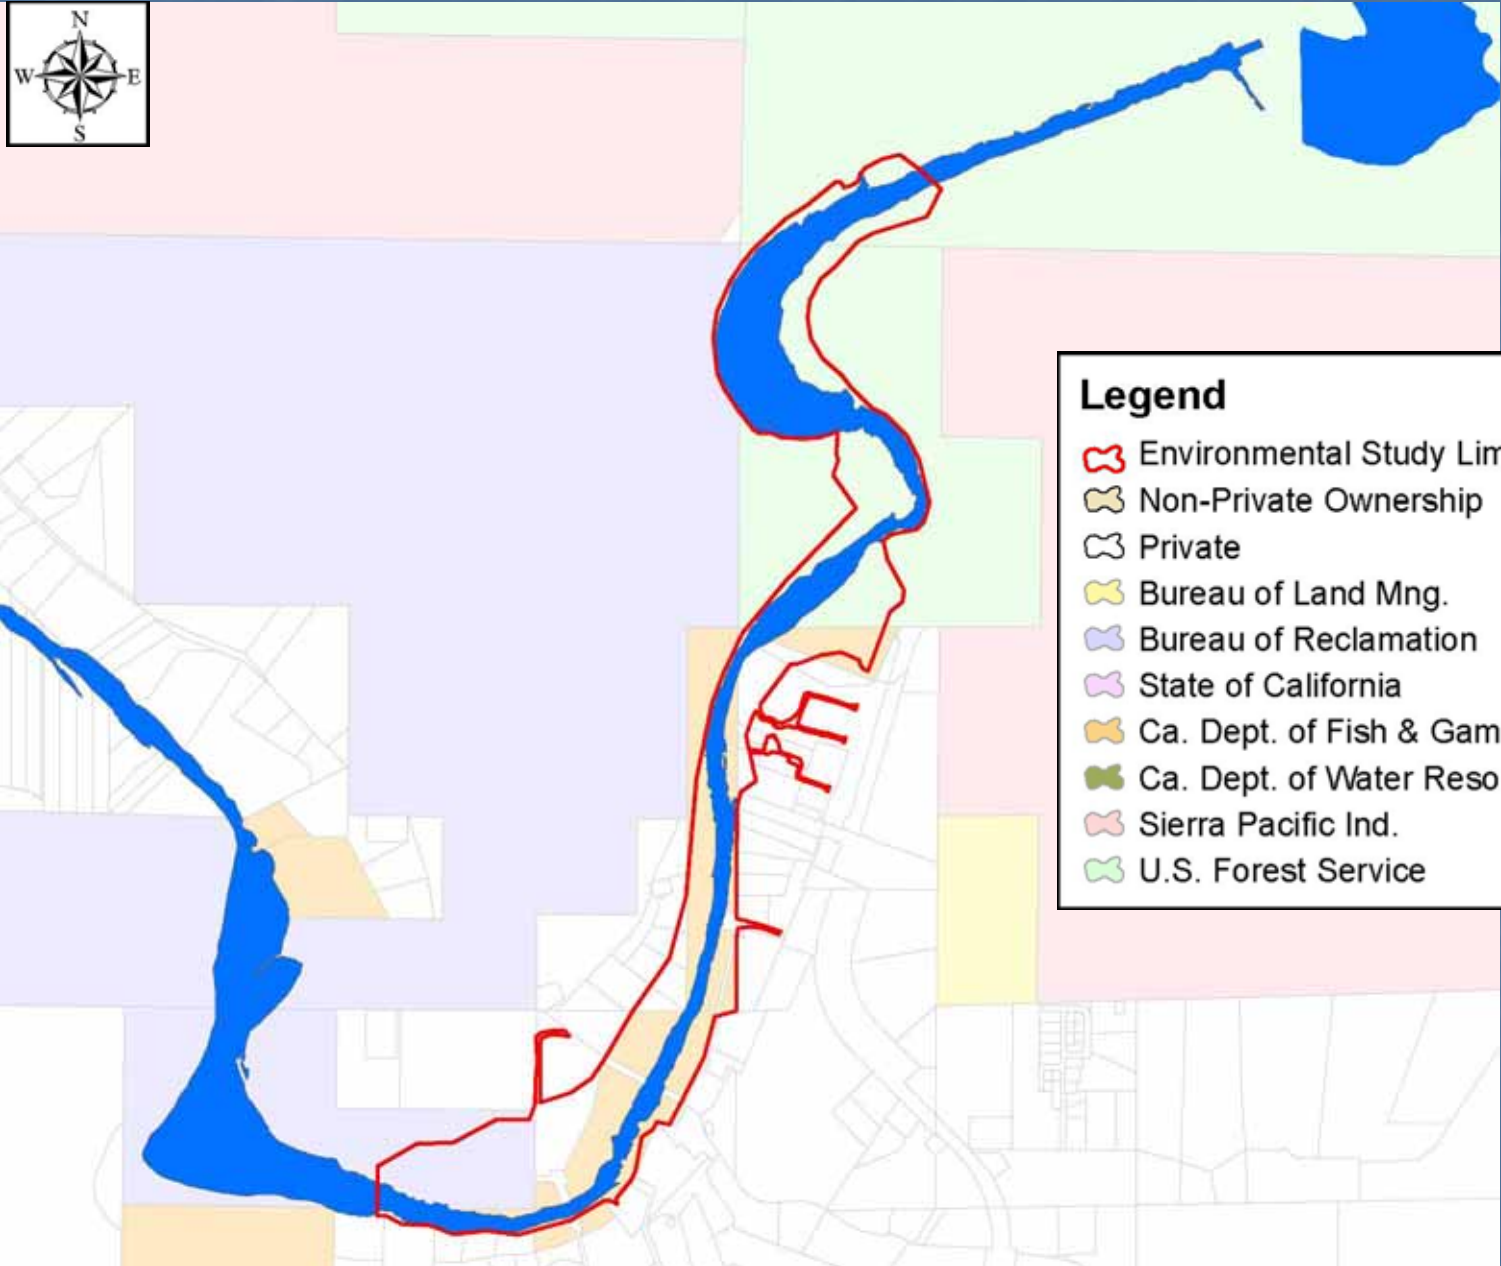 N
W E
S
Legend
Environmental Study Lim
Non-Private Ownership
Private
Bureau of Land Mng.
Bureau of Reclamation
State of California
Ca. Dept. of Fish & Gam
Ca. Dept. of Water Reso
Sierra Pacific Ind.
U.S. Forest Service